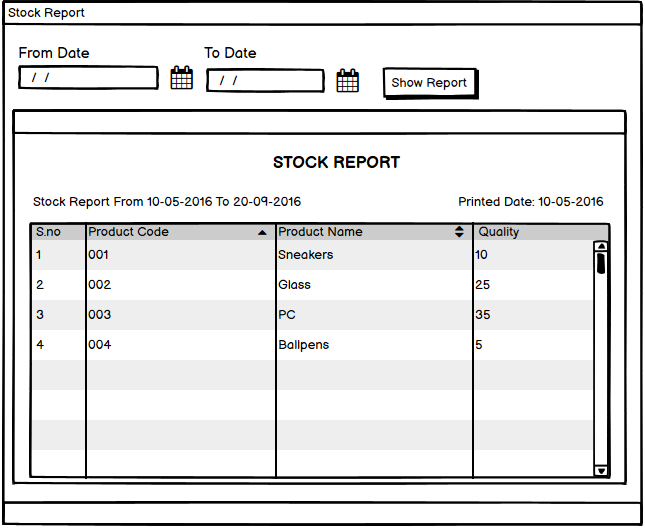 Stock Report
From Date To Date
/ / / / Show Report
STOCK REPORT
Stock Report From 10-05-2016 To 20-09-2016 Printed Date: 10-05-2016
S.no Product Code Product Name Quality
1 001 Sneakers 10
2 002 Glass 25
3 003 PC 35
4 004 Ballpens 5